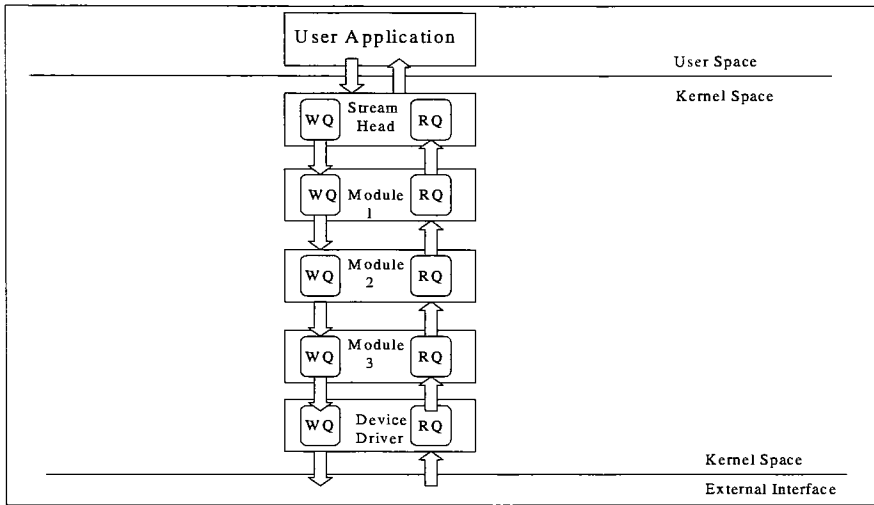 User Application
User Space
Kernel Space
WQ
Stream
Head
RQ
WQ
Module
1
RQ
WQ
Module
2
RQ
WQ
Module
3
RQ
WQ
Device
Driver
RQ
Kernel Space
External Interface